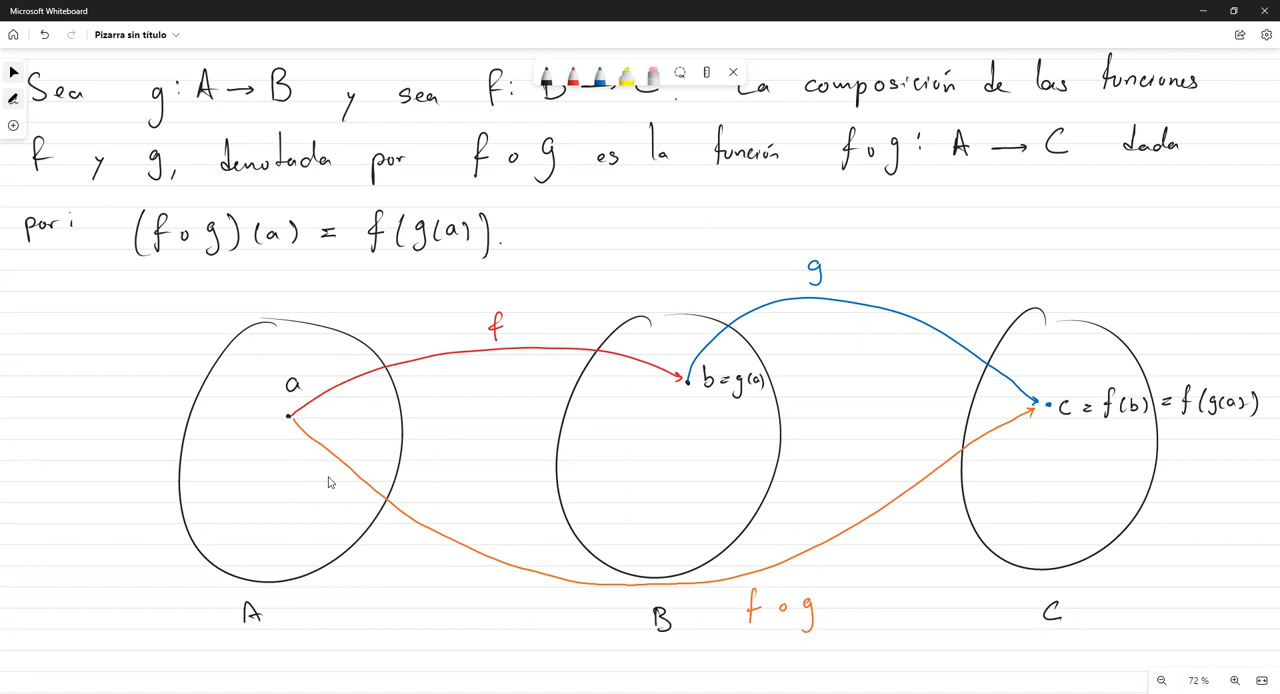 Microsoft Whiteboard
Pizarra sin título
Sea g: A → B y sea f: B → C. La composición de las funciones
f y g, denotada por f o g es la función f o g: A → C dada
por: (f o g)(a) = f(g(a)).
g
f
a
b = g(a)
c = f(b) = f(g(a))
A
B
f o g
C
72 %